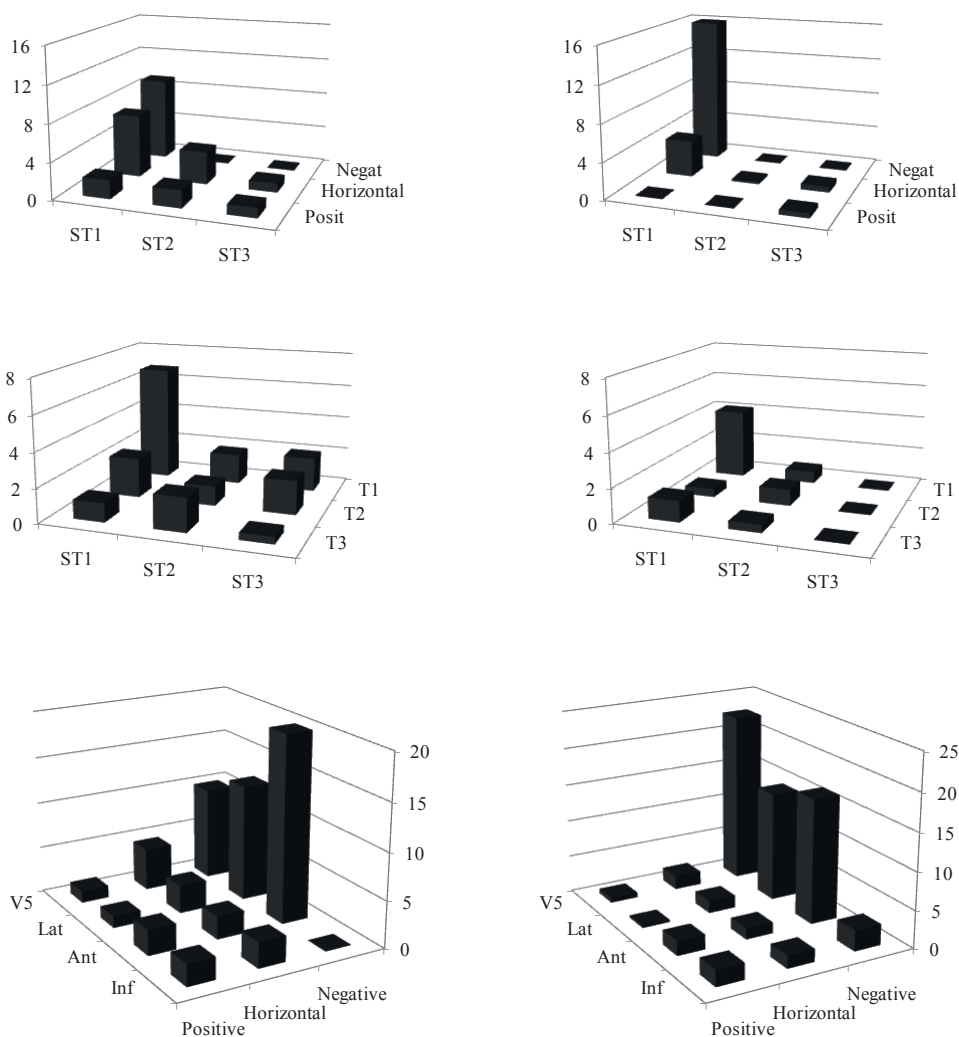 16
12
8
4
0
ST1
ST2
ST3
Negat
Horizontal
Posit
16
12
8
4
0
ST1
ST2
ST3
Negat
Horizontal
Posit
8
6
4
2
0
ST1
ST2
ST3
T1
T2
T3
8
6
4
2
0
ST1
ST2
ST3
T1
T2
T3
20
15
10
5
0
V5
Lat
Ant
Inf
Negative
Horizontal
Positive
25
20
15
10
5
0
V5
Lat
Ant
Inf
Negative
Horizontal
Positive